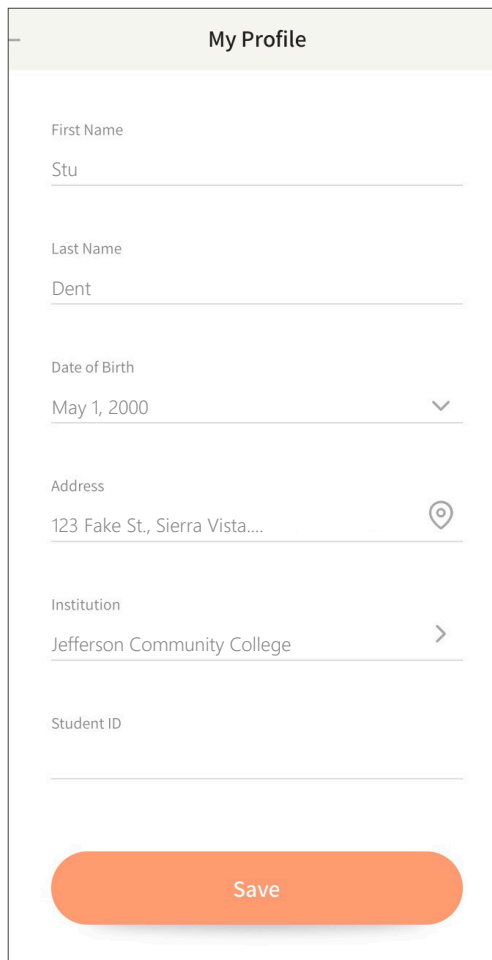 My Profile
First Name
Stu
Last Name
Dent
Date of Birth
May 1, 2000
Address
123 Fake St., Sierra Vista....
Institution
Jefferson Community College
Student ID
Save